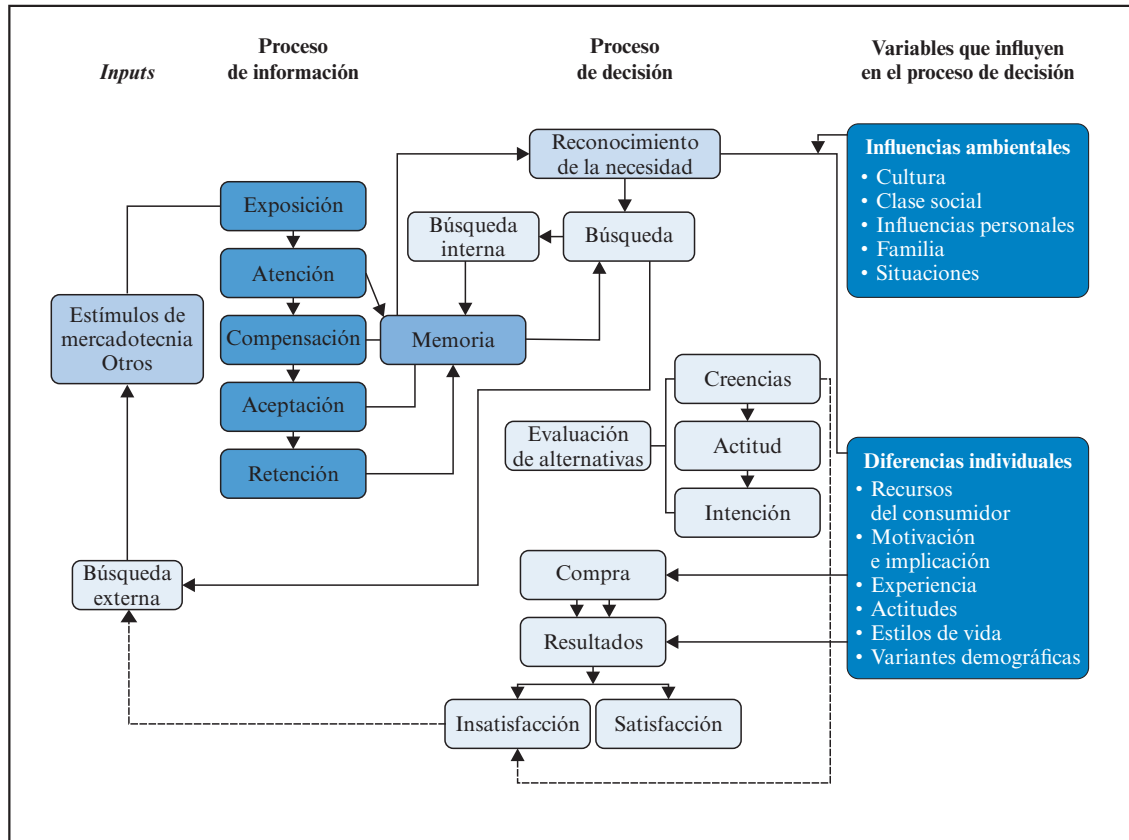 Inputs
Proceso
de información
Proceso
de decisión
Variables que influyen
en el proceso de decisión
Estímulos de
mercadotecnia
Otros
Búsqueda
externa
Exposición
Atención
Compensación
Aceptación
Retención
Memoria
Reconocimiento
de la necesidad
Búsqueda
interna
Búsqueda
Evaluación
de alternativas
Creencias
Actitud
Intención
Compra
Resultados
Insatisfacción
Satisfacción
Influencias ambientales
• Cultura
• Clase social
• Influencias personales
• Familia
• Situaciones
Diferencias individuales
• Recursos
del consumidor
• Motivación
e implicación
• Experiencia
• Actitudes
• Estilos de vida
• Variantes demográficas